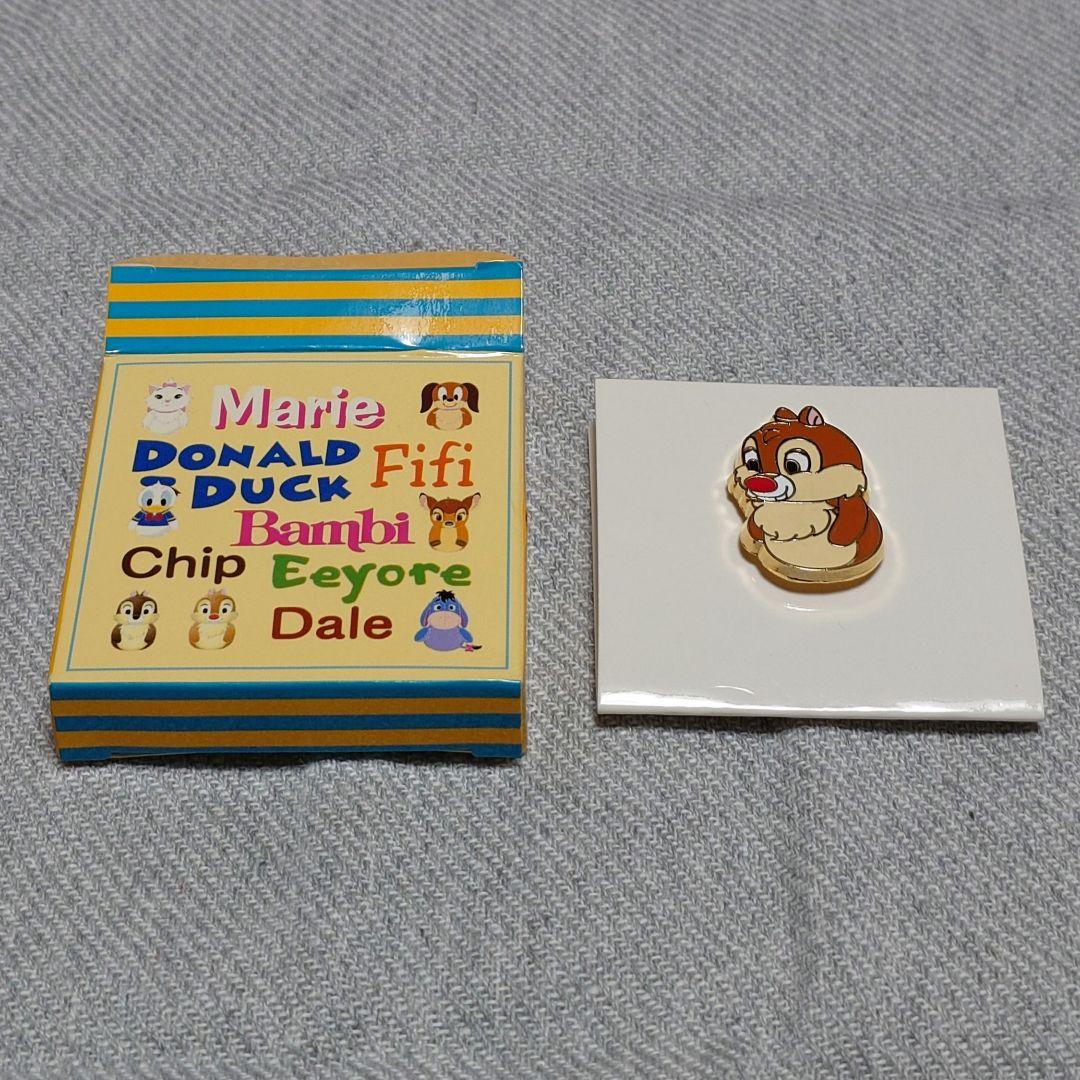 Marie
DONALD DUCK
Fifi
Bambi
Chip
Eeyore
Dale